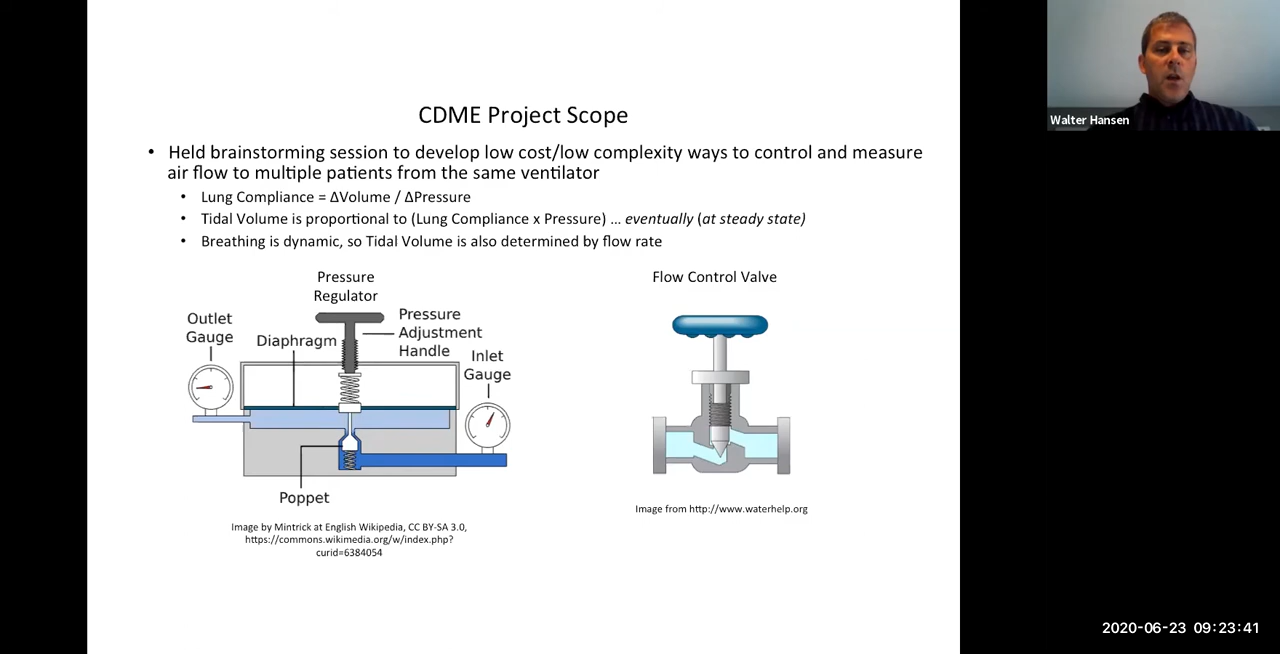 CDME Project Scope
• Held brainstorming session to develop low cost/low complexity ways to control and measure
air flow to multiple patients from the same ventilator
• Lung Compliance = ΔVolume / ΔPressure
• Tidal Volume is proportional to (Lung Compliance x Pressure) ... eventually (at steady state)
• Breathing is dynamic, so Tidal Volume is also determined by flow rate
Pressure
Regulator
Outlet
Gauge
Diaphragm
Pressure
Adjustment
Handle
Inlet
Gauge
Poppet
Image by Mintrick at English Wikipedia, CC BY-SA 3.0,
https://commons.wikimedia.org/w/index.php?
curid=6384054
Flow Control Valve
Image from http://www.waterhelp.org
Walter Hansen
2020-06-23 09:23:41